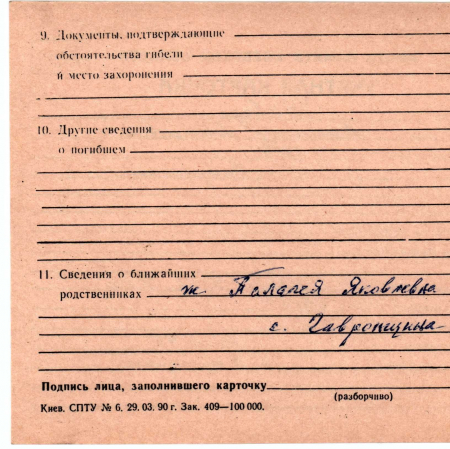 9. Документы, подтверждающие
обстоятельства гибели
и место захоронения
10. Другие сведения
о погибшем
11. Сведения о ближайших
родственниках ж Палагея Яковлевна
с. Гавронщина
Подпись лица, заполнившего карточку
(разборчиво)
Киев. СПТУ № 6. 29. 03. 90 г. Зак. 409—100 000.